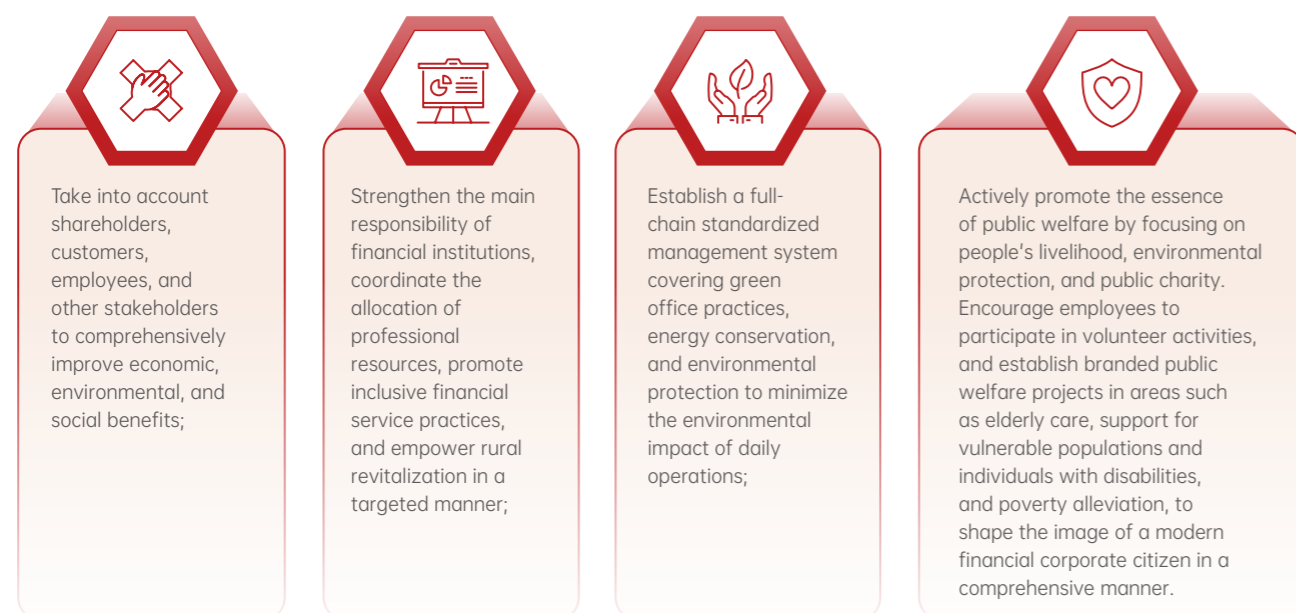 Take into account
shareholders,
customers,
employees, and
other stakeholders
to comprehensively
improve economic,
environmental, and
social benefits;
Strengthen the main
responsibility of
financial institutions,
coordinate the
allocation of
professional
resources, promote
inclusive financial
service practices,
and empower rural
revitalization in a
targeted manner;
Establish a full-
chain standardized
management system
covering green
office practices,
energy conservation,
and environmental
protection to minimize
the environmental
impact of daily
operations;
Actively promote the essence
of public welfare by focusing on
people's livelihood, environmental
protection, and public charity.
Encourage employees to
participate in volunteer activities,
and establish branded public
welfare projects in areas such
as elderly care, support for
vulnerable populations and
individuals with disabilities,
and poverty alleviation, to
shape the image of a modern
financial corporate citizen in a
comprehensive manner.